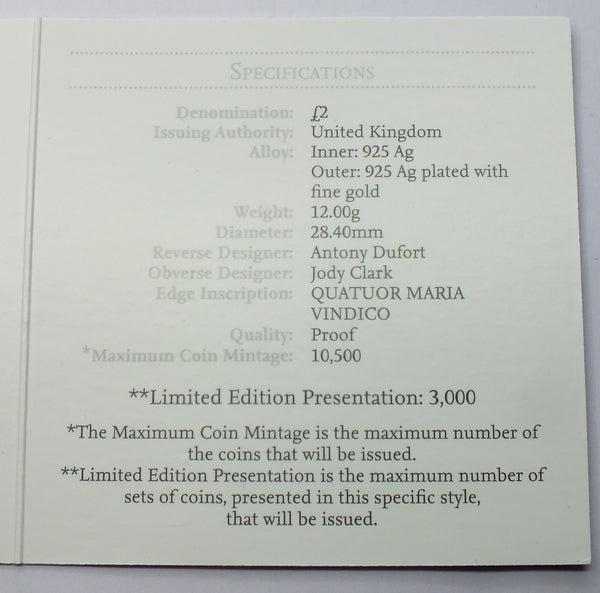 SPECIFICATIONS
Denomination: £2
Issuing Authority: United Kingdom
Alloy: Inner: 925 Ag
Outer: 925 Ag plated with
fine gold
Weight: 12.00g
Diameter: 28.40mm
Reverse Designer: Antony Dufort
Obverse Designer: Jody Clark
Edge Inscription: QUATUOR MARIA
VINDICO
Quality: Proof
*Maximum Coin Mintage: 10,500
**Limited Edition Presentation: 3,000
*The Maximum Coin Mintage is the maximum number of
the coins that will be issued.
**Limited Edition Presentation is the maximum number of
sets of coins, presented in this specific style,
that will be issued.